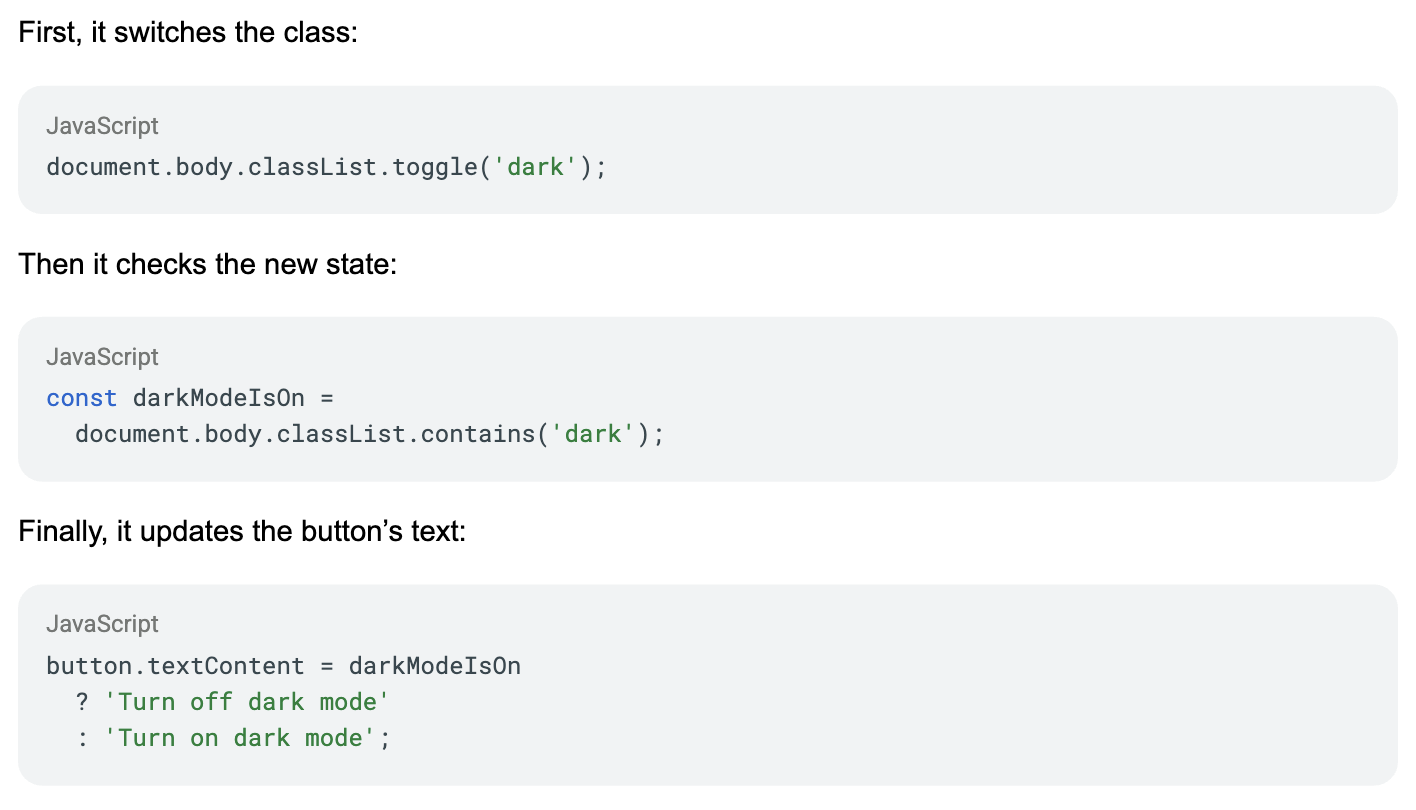 First, it switches the class:
JavaScript
document.body.classList.toggle('dark');
Then it checks the new state:
JavaScript
const darkModeIsOn =
  document.body.classList.contains('dark');
Finally, it updates the button’s text:
JavaScript
button.textContent = darkModeIsOn
  ? 'Turn off dark mode'
  : 'Turn on dark mode';